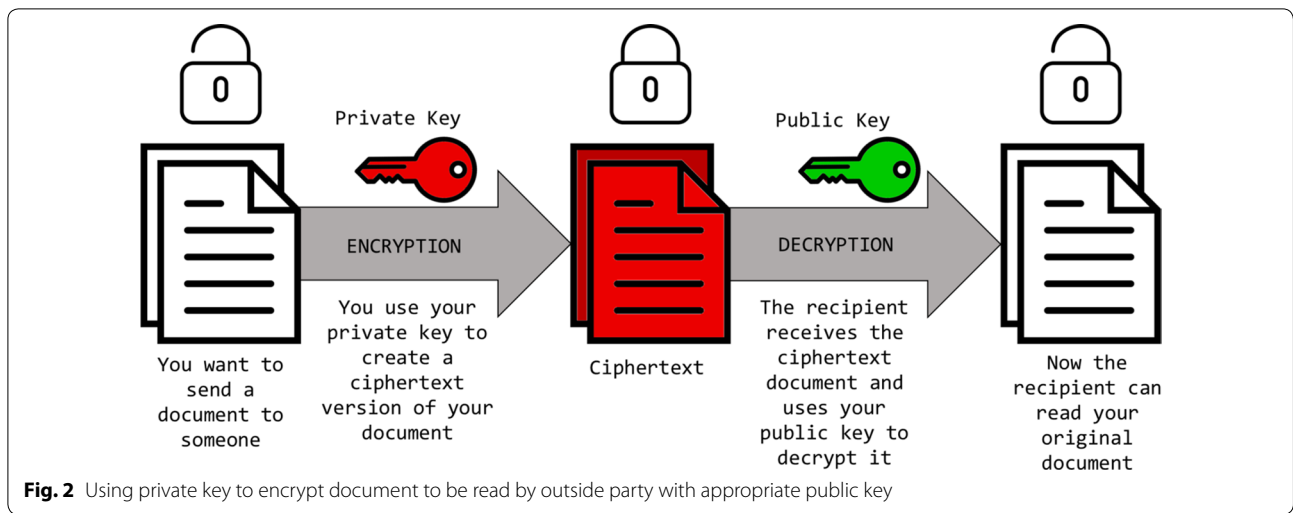 Private Key
Public Key
ENCRYPTION
DECRYPTION
You want to
send a
document to
someone
You use your
private key to
create a
ciphertext
version of your
document
Ciphertext
The recipient
receives the
ciphertext
document and
uses your
public key to
decrypt it
Now the
recipient can
read your
original
document
Fig. 2 Using private key to encrypt document to be read by outside party with appropriate public key